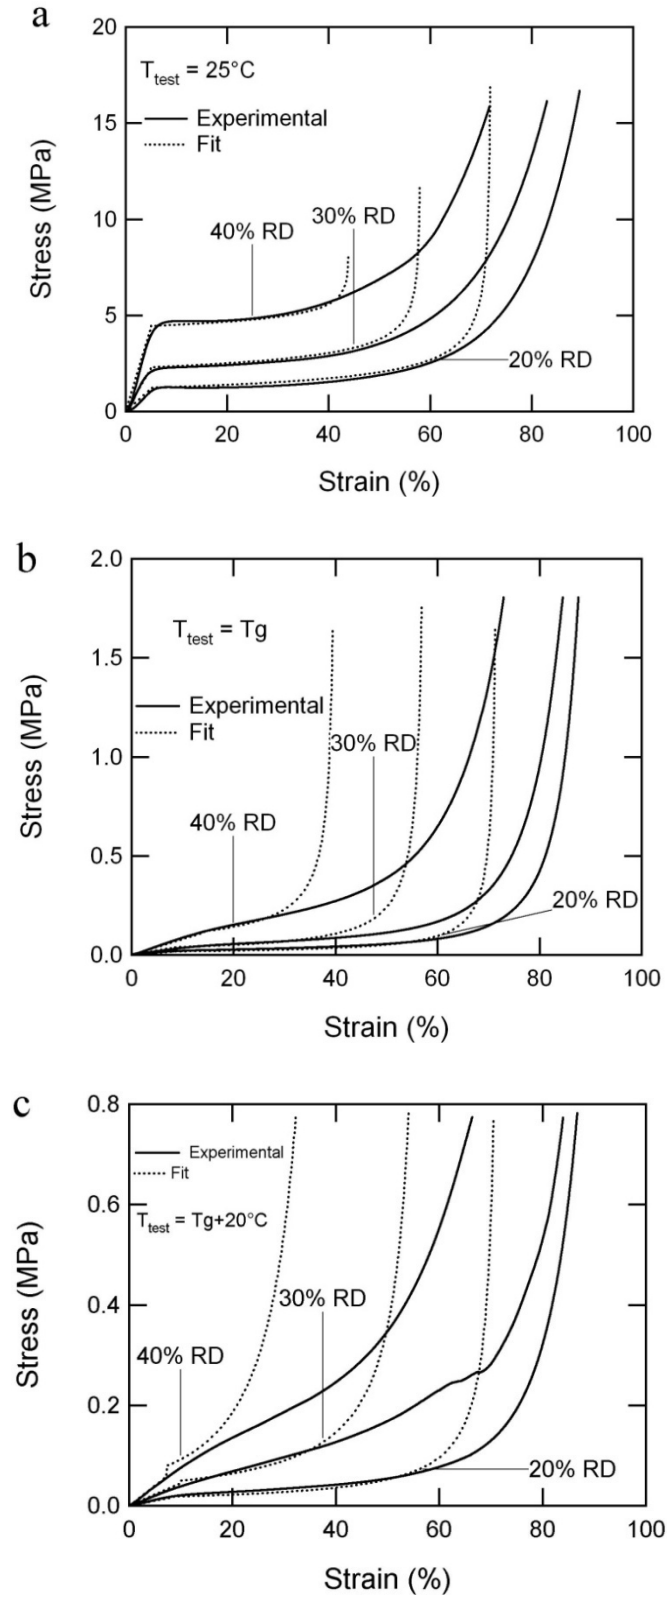 a
20
T_test = 25°C
Experimental
Fit
15
40% RD
30% RD
10
5
20% RD
0
0 20 40 60 80 100
Stress (MPa)
Strain (%)
b
2.0
T_test = Tg
1.5
Experimental
Fit
30% RD
1.0
40% RD
0.5
20% RD
0.0
0 20 40 60 80 100
Stress (MPa)
Strain (%)
c
0.8
Experimental
Fit
0.6
T_test = Tg+20°C
30% RD
0.4
40% RD
0.2
20% RD
0.0
0 20 40 60 80 100
Stress (MPa)
Strain (%)